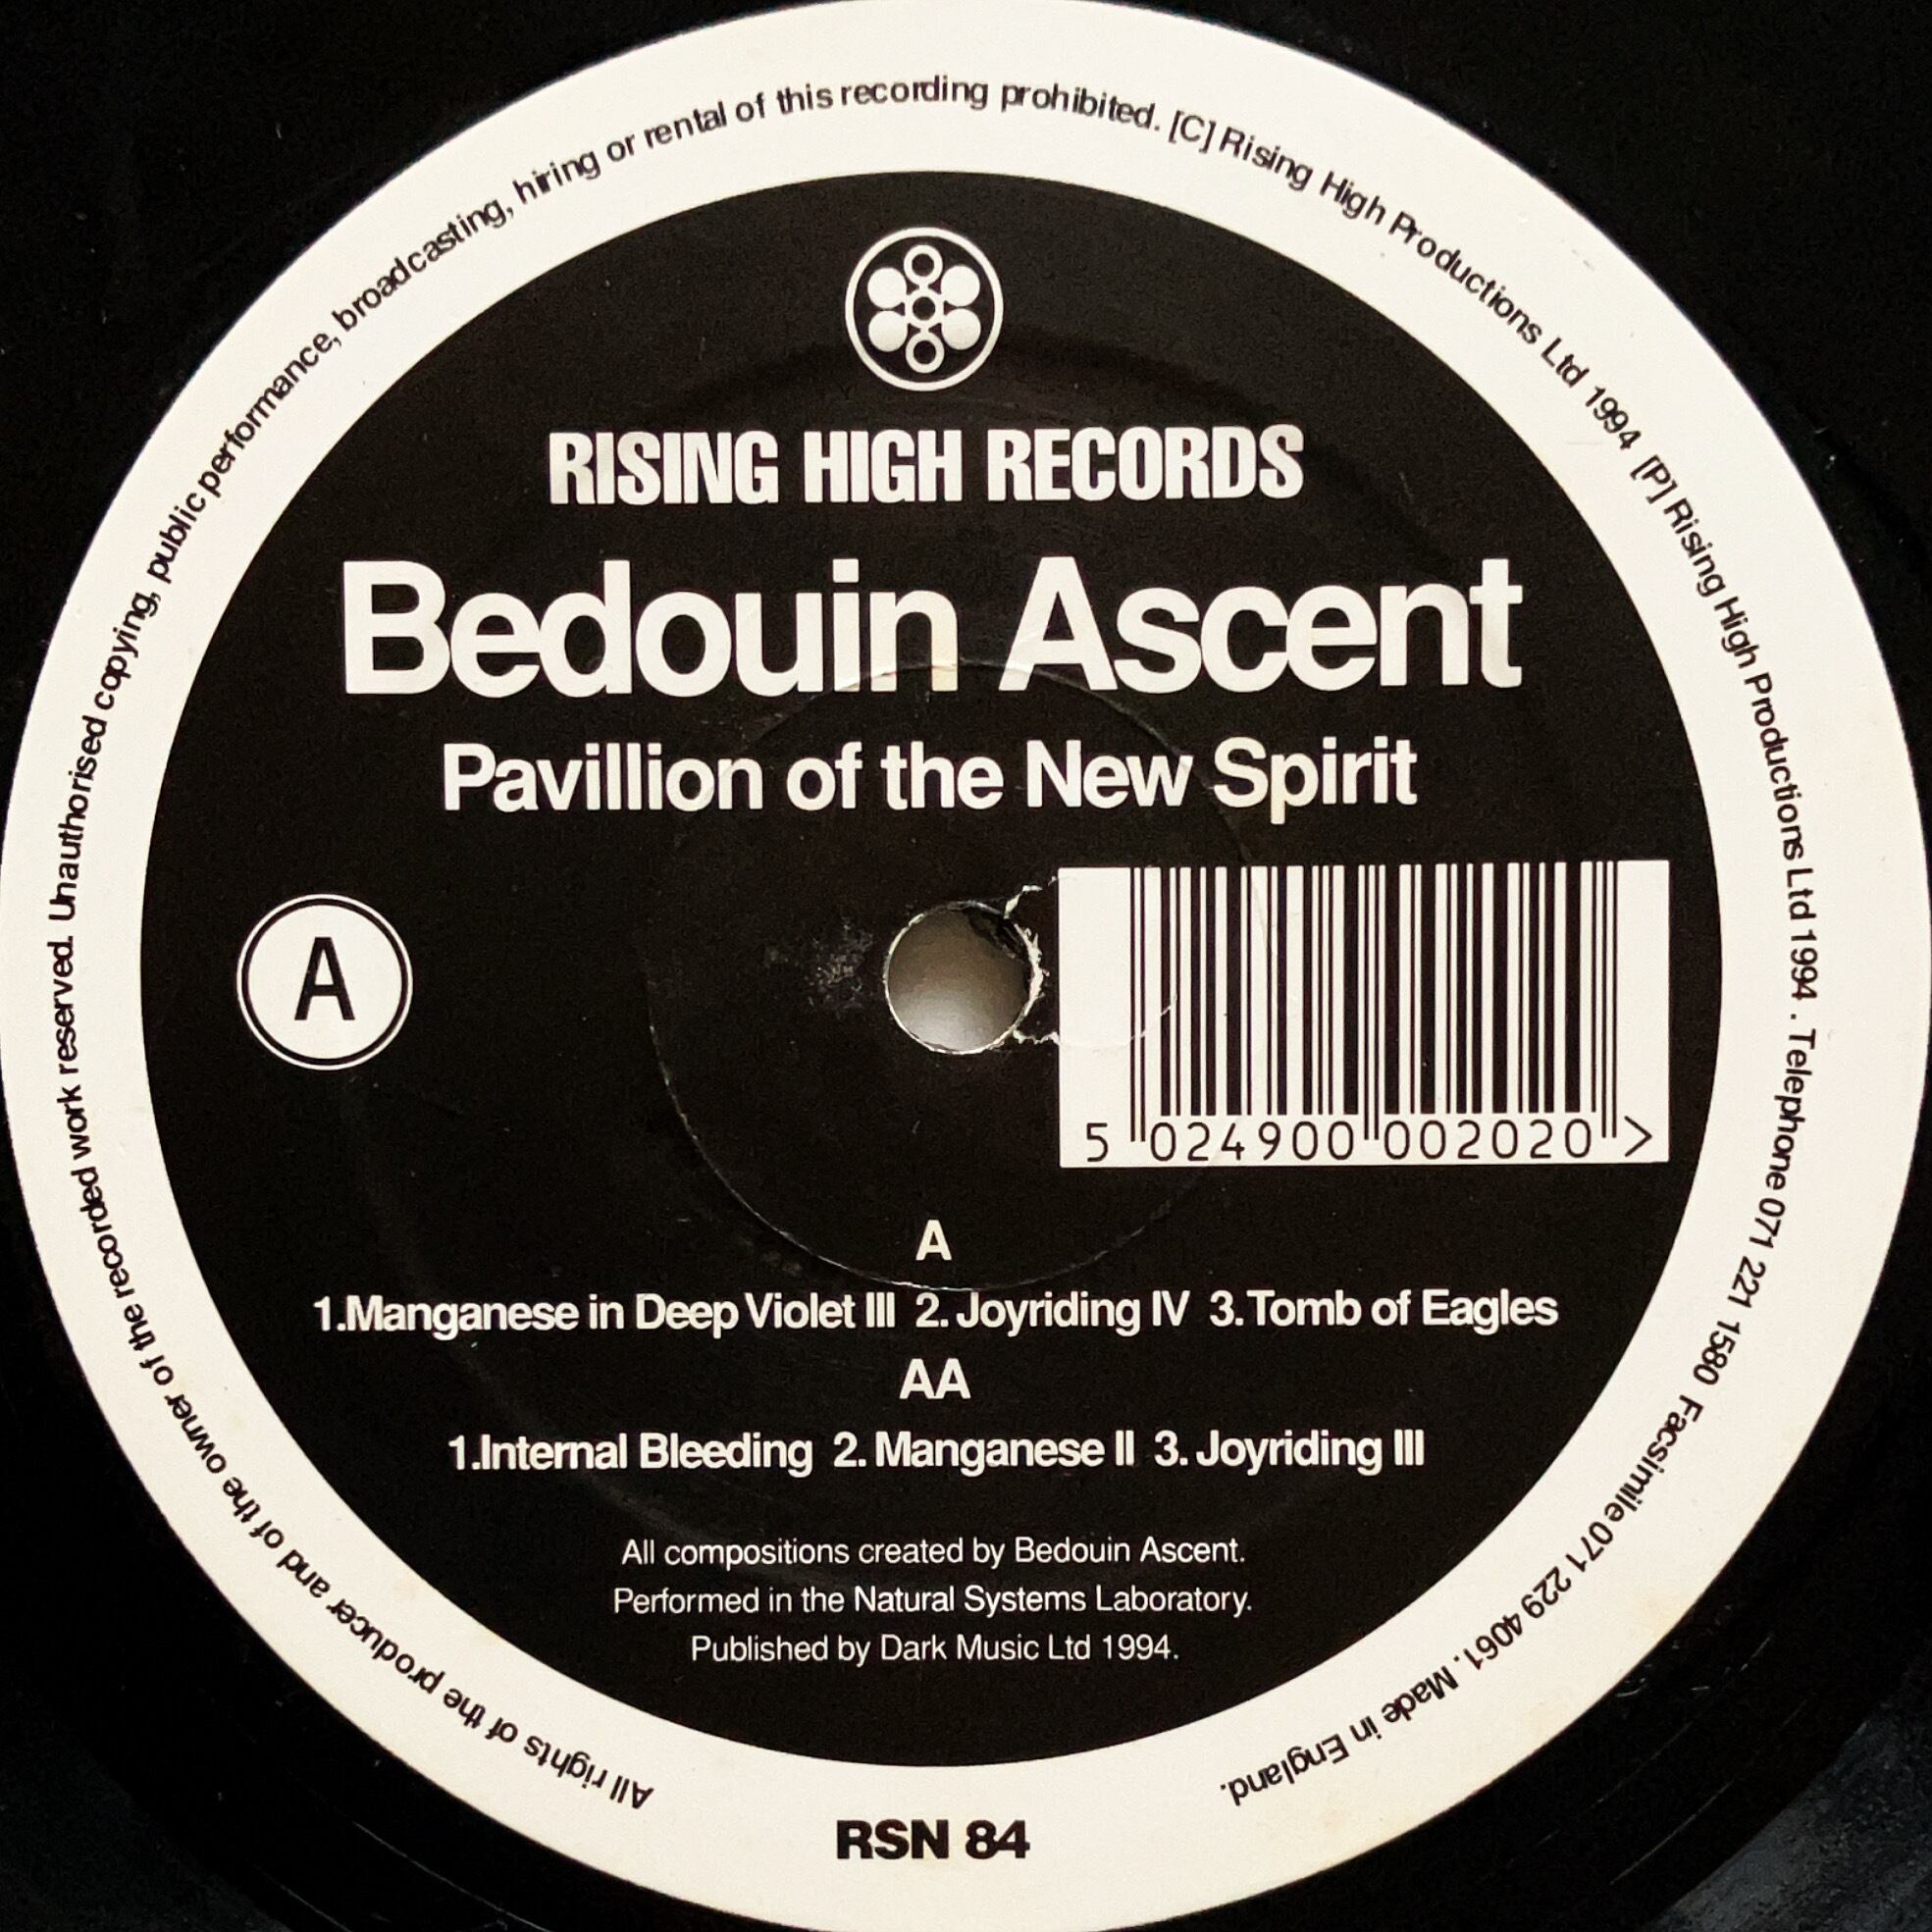 RISING HIGH RECORDS
Bedouin Ascent
Pavillion of the New Spirit
A
5 024900 002020 >
A
1.Manganese in Deep Violet III 2. Joyriding IV 3.Tomb of Eagles
AA
1.Internal Bleeding 2. Manganese II 3. Joyriding III
All compositions created by Bedouin Ascent.
Performed in the Natural Systems Laboratory.
Published by Dark Music Ltd 1994.
All rights of the producer and of the owner of the recorded work reserved. Unauthorised copying, public performance, broadcasting, hiring or rental of this recording prohibited. [C] Rising High Productions Ltd 1994 [P] Rising High Productions Ltd 1994 . Telephone 071 221 1580 Facsimile 071 229 4061. Made in England.
RSN 84